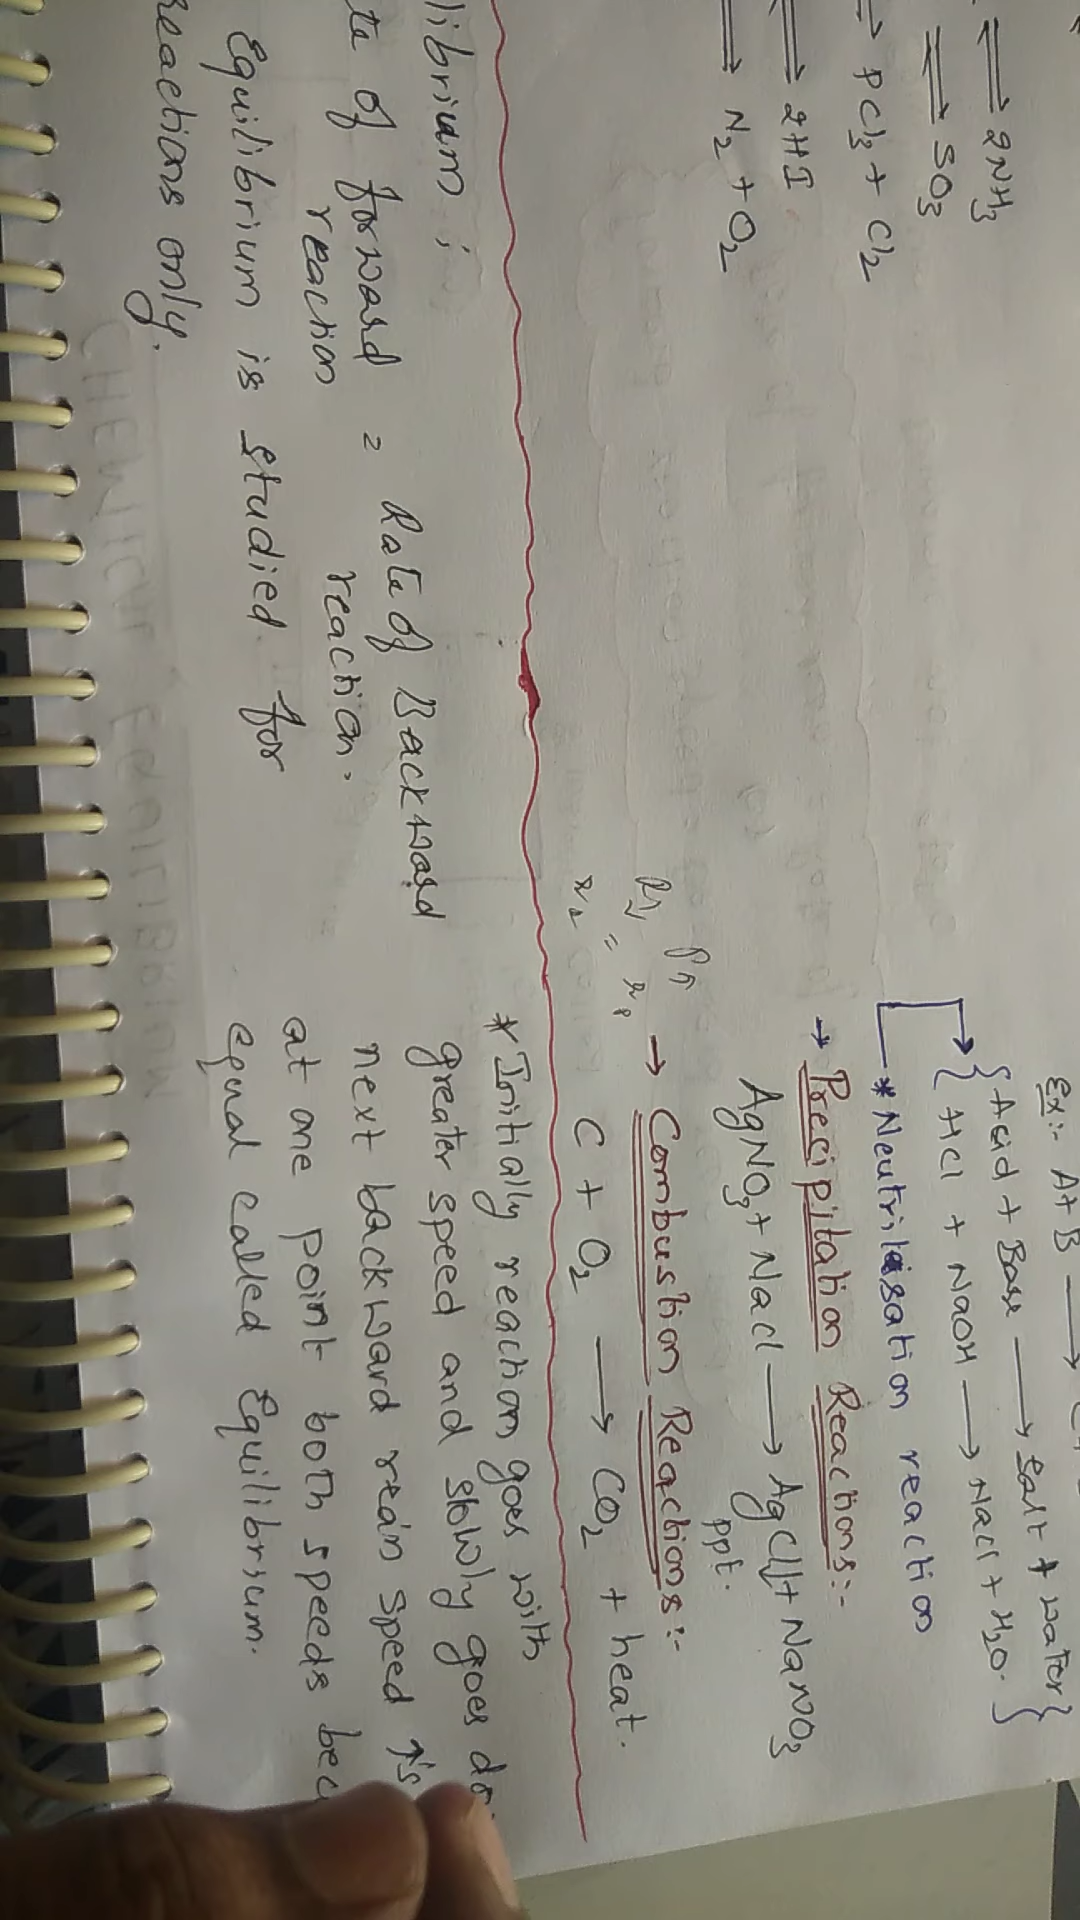 ⇌ 2NH3
⇌ SO3
⇌ PCl3 + Cl2
⇌ 2HI
⇌ N2 + O2
Ex:- A+B ⟶
{Acid + Base ⟶ salt + water}
{HCl + NaOH ⟶ NaCl + H2O.}
*Neutrilisation reaction
→ Precipitation Reactions:-
AgNO3 + NaCl ⟶ AgCl↓ + NaNO3
ppt.
→ Combustion Reactions:-
C + O2 ⟶ CO2 + heat.
librium ;
te of forward = Rate of Backward
reaction reaction.
Equilibrium is studied for
reactions only.
* Initially reaction goes with
greater speed and slowly goes do
next backward reain speed ↑s
at one point both speeds bec
equal called Equilibrium.